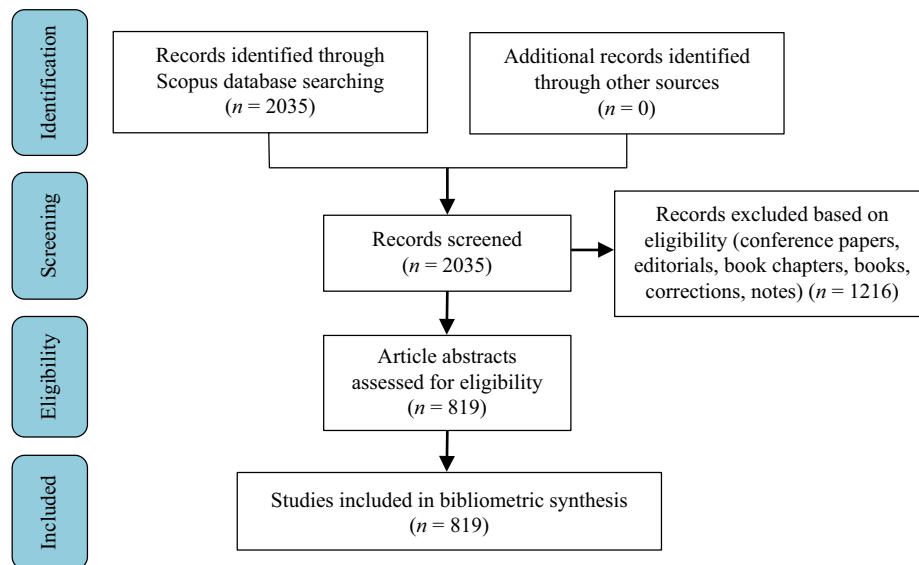 Identification
Records identified through
Scopus database searching
(n = 2035)
Additional records identified
through other sources
(n = 0)
Screening
Records screened
(n = 2035)
Records excluded based on
eligibility (conference papers,
editorials, book chapters, books,
corrections, notes) (n = 1216)
Eligibility
Article abstracts
assessed for eligibility
(n = 819)
Included
Studies included in bibliometric synthesis
(n = 819)